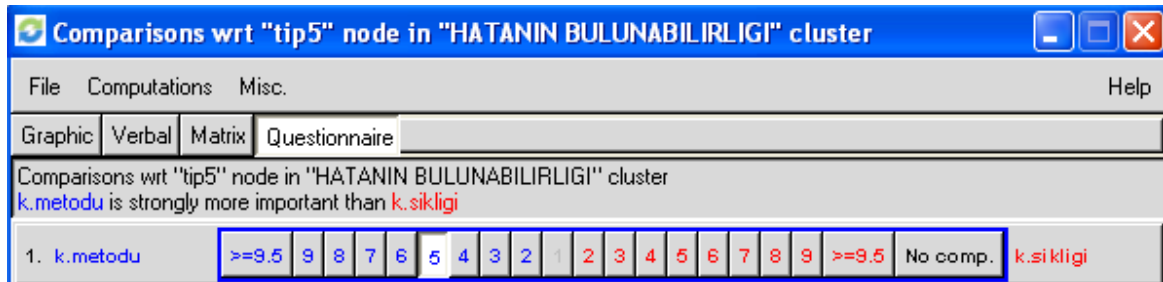 Comparisons wrt "tip5" node in "HATANIN BULUNABILIRLIGI" cluster
File Computations Misc. Help
Graphic Verbal Matrix Questionnaire
Comparisons wrt "tip5" node in "HATANIN BULUNABILIRLIGI" cluster
k.metodu is strongly more important than k.sikligi
1. k.metodu >=9.5 9 8 7 6 5 4 3 2 1 2 3 4 5 6 7 8 9 >=9.5 No comp. k.sikligi